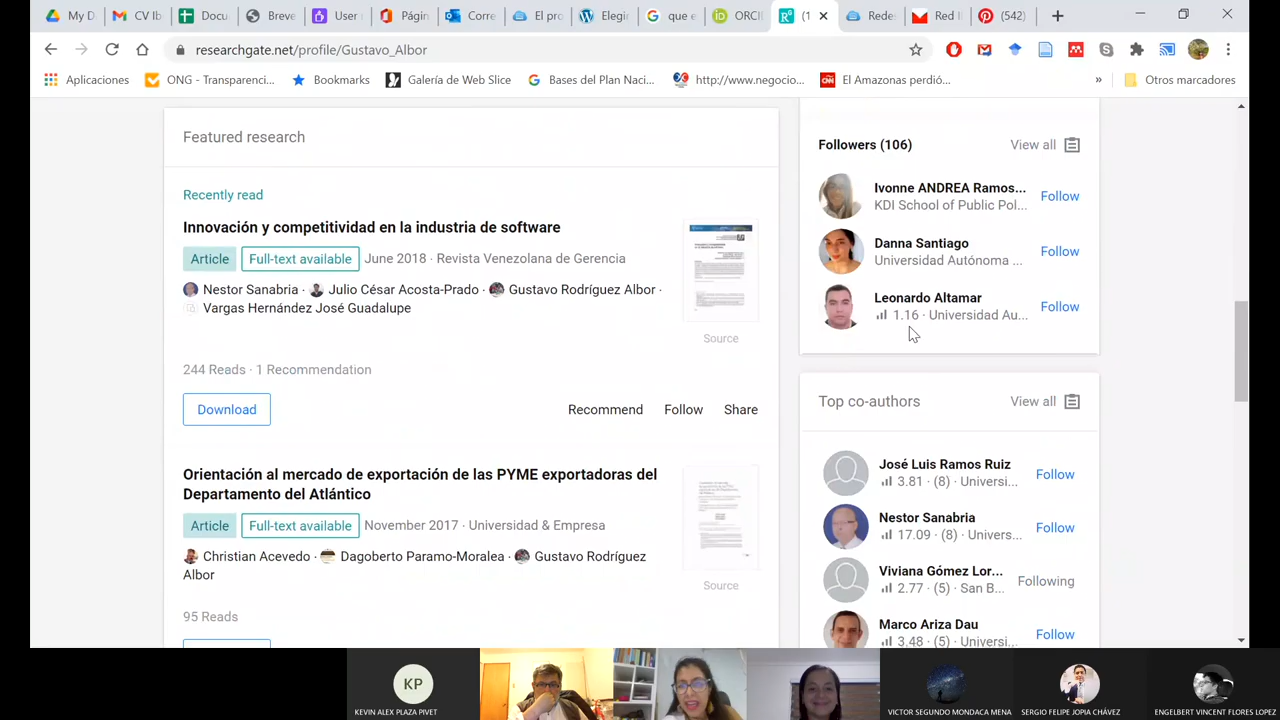 My D
CV Ib
Docu
Breve
User
Págin
Corre
El pro
Elegir
que e
ORCII
(1
Rede
Red I
(542)
researchgate.net/profile/Gustavo_Albor
Aplicaciones
ONG - Transparenci...
Bookmarks
Galería de Web Slice
Bases del Plan Naci...
http://www.negocio...
El Amazonas perdió...
»
Otros marcadores
Featured research
Recently read
Innovación y competitividad en la industria de software
Article Full-text available June 2018 · Revista Venezolana de Gerencia
Nestor Sanabria · Julio César Acosta-Prado · Gustavo Rodríguez Albor ·
Vargas Hernández José Guadalupe
Source
244 Reads · 1 Recommendation
Download
Recommend Follow Share
Orientación al mercado de exportación de las PYME exportadoras del
Departamento del Atlántico
Article Full-text available November 2017 · Universidad & Empresa
Christian Acevedo · Dagoberto Paramo-Moralea · Gustavo Rodríguez
Albor
Source
95 Reads
Followers (106) View all
Ivonne ANDREA Ramos...
KDI School of Public Pol...
Follow
Danna Santiago
Universidad Autónoma ...
Follow
Leonardo Altamar
1.16 · Universidad Au...
Follow
Top co-authors View all
José Luis Ramos Ruiz
3.81 · (8) · Universi...
Follow
Nestor Sanabria
17.09 · (8) · Univers...
Follow
Viviana Gómez Lor...
2.77 · (5) · San B...
Following
Marco Ariza Dau
3.48 · (5) · Universi...
Follow
KP
KEVIN ALEX PLAZA PIVET
VICTOR SEGUNDO MONDACA MENA
SERGIO FELIPE JOPIA CHÁVEZ
ENGELBERT VINCENT FLORES LOPEZ